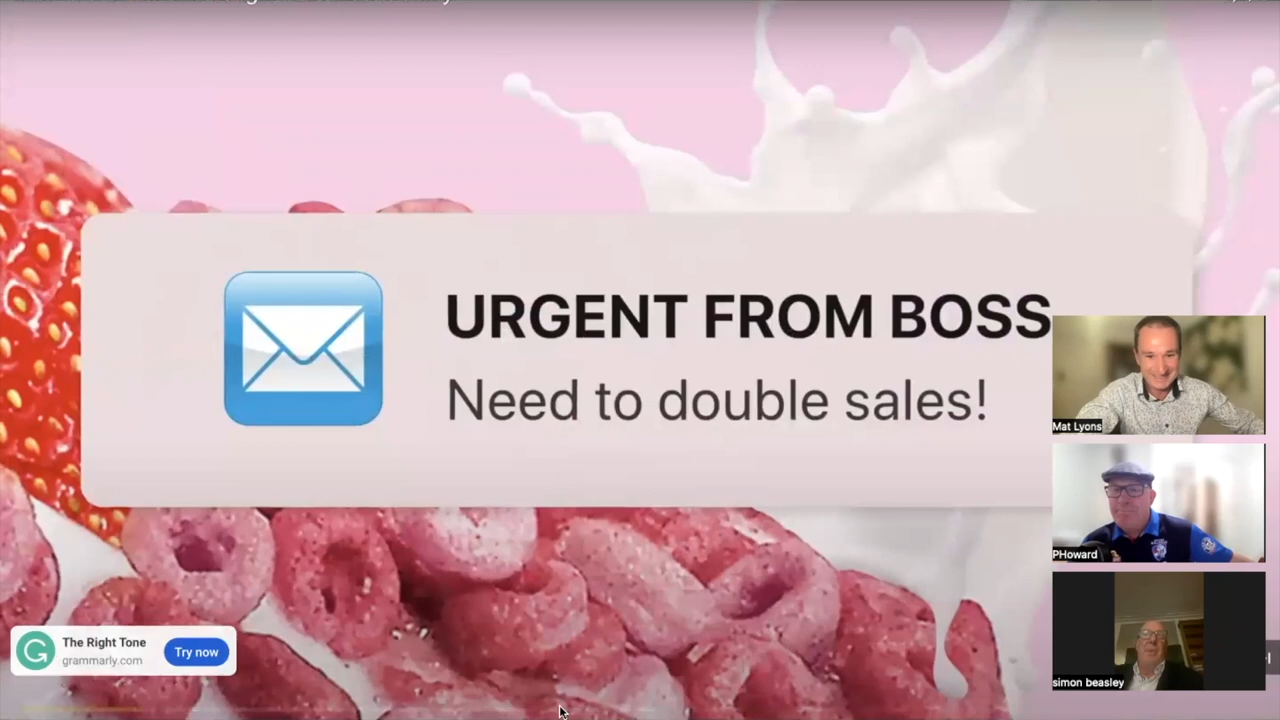 URGENT FROM BOSS
Need to double sales!
Mat Lyons
PHoward
The Right Tone
grammarly.com
Try now
simon beasley